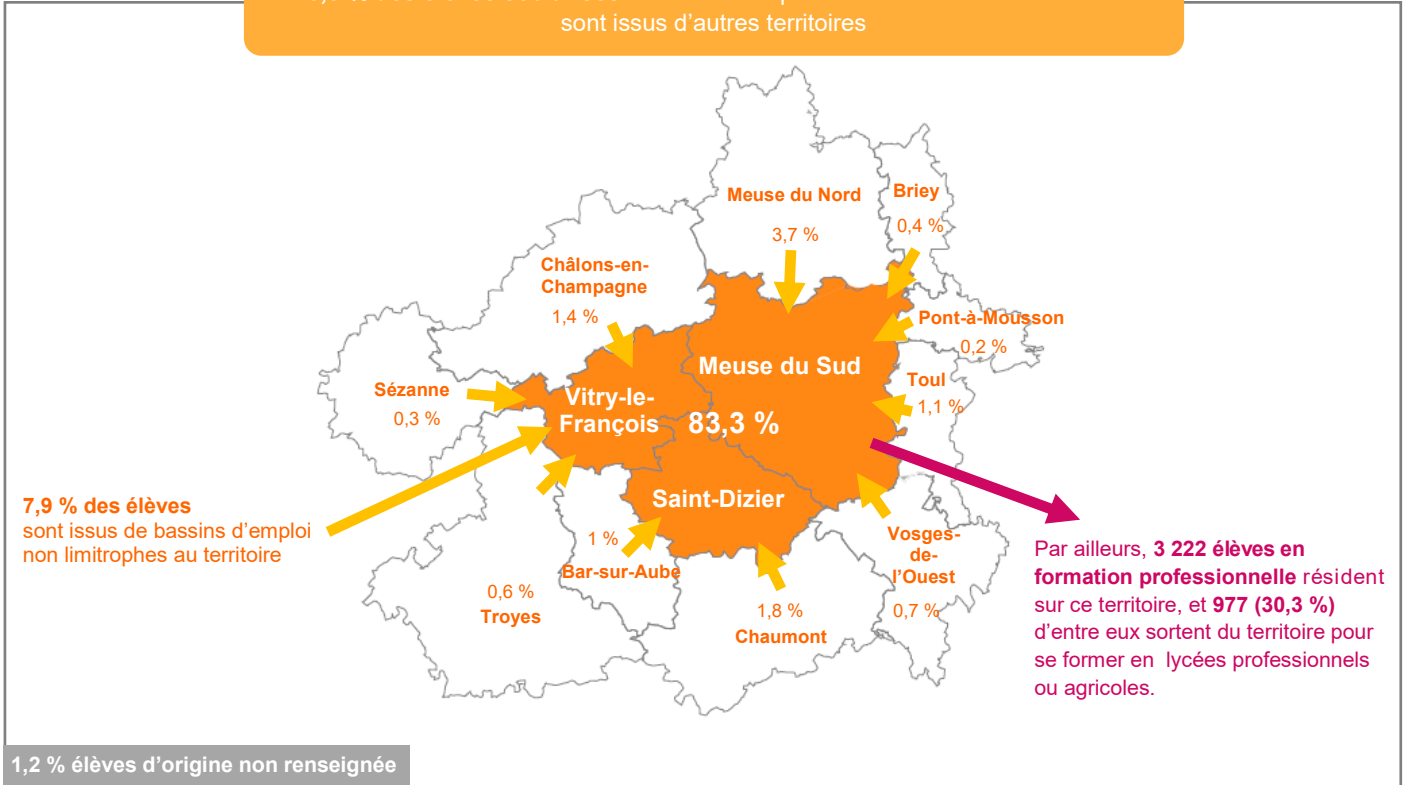 sont issus d'autres territoires
Meuse du Nord
3,7 %
Briey
0,4 %
Châlons-en-
Champagne
1,4 %
Pont-à-Mousson
0,2 %
Meuse du Sud
Toul
1,1 %
Sézanne
0,3 %
Vitry-le-
François
83,3 %
Saint-Dizier
7,9 % des élèves
sont issus de bassins d'emploi
non limitrophes au territoire
1 %
Bar-sur-Aube
0,6 %
Troyes
1,8 %
Chaumont
Vosges-
de-
l'Ouest
0,7 %
Par ailleurs, 3 222 élèves en
formation professionnelle résident
sur ce territoire, et 977 (30,3 %)
d'entre eux sortent du territoire pour
se former en lycées professionnels
ou agricoles.
1,2 % élèves d'origine non renseignée